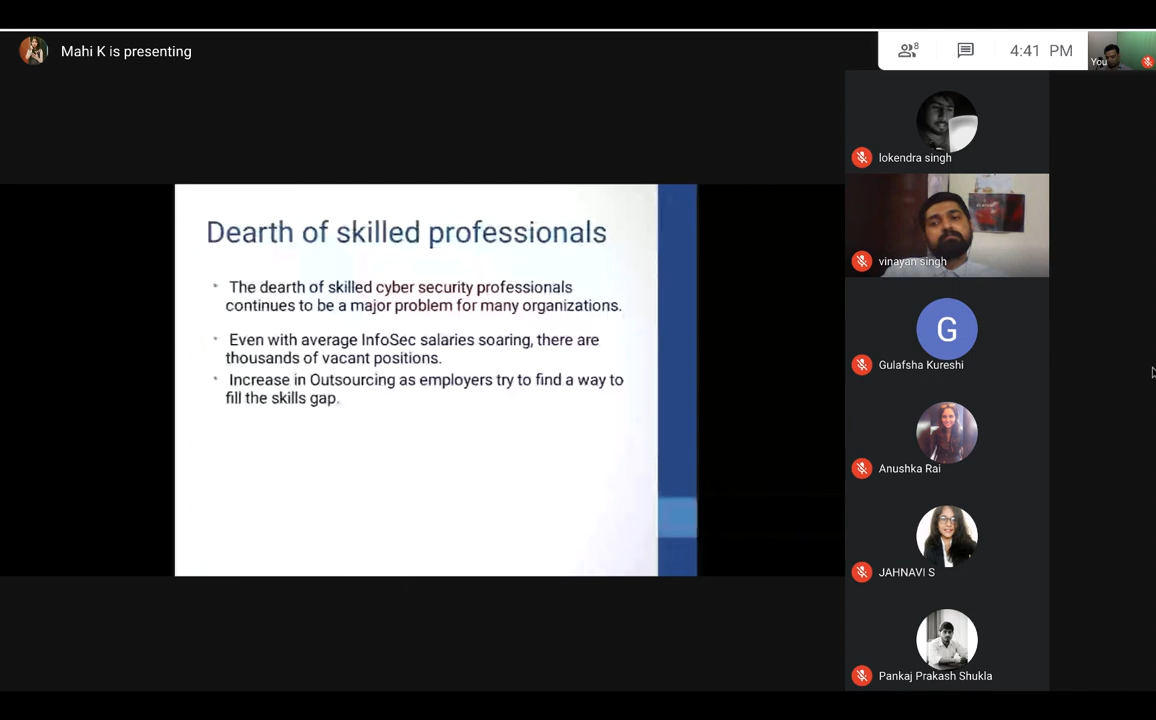 Mahi K is presenting
8
4:41 PM
You
lokendra singh
vinayan singh
G
Gulafsha Kureshi
Anushka Rai
JAHNAVI S
Pankaj Prakash Shukla
Dearth of skilled professionals
The dearth of skilled cyber security professionals
continues to be a major problem for many organizations.
Even with average InfoSec salaries soaring, there are
thousands of vacant positions.
Increase in Outsourcing as employers try to find a way to
fill the skills gap.